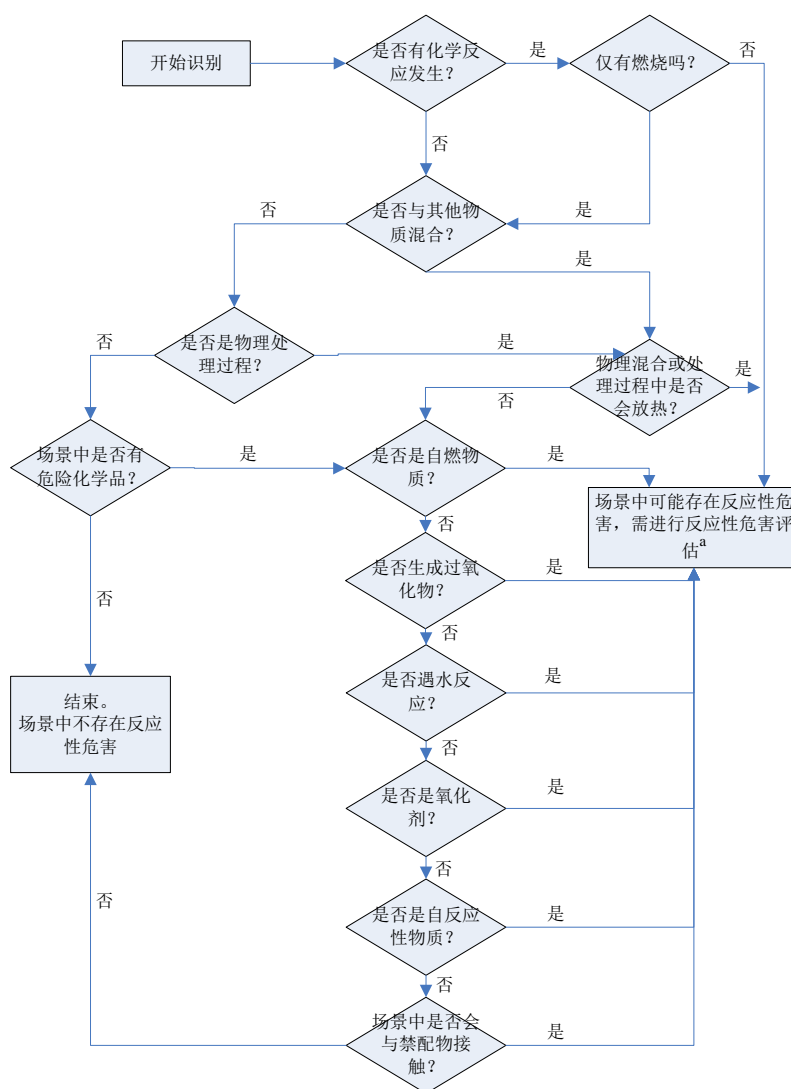 开始识别
是否有化学反
应发生？
是
仅有燃烧吗？
否
否
是否与其他物
质混合？
是
否
是
是否是物理处
理过程？
否
是
物理混合或处
理过程中是否
会放热？
是
否
场景中是否有
危险化学品？
是
是否是自燃物
质？
是
场景中可能存在反应性危
害，需进行反应性危害评
估a
否
否
是否生成过氧
化物？
是
否
是否遇水反
应？
是
结束。
场景中不存在反应
性危害
否
是否是氧化
剂？
是
否
是否是自反应
性物质？
是
否
否
场景中是否会
与禁配物接
触？
是